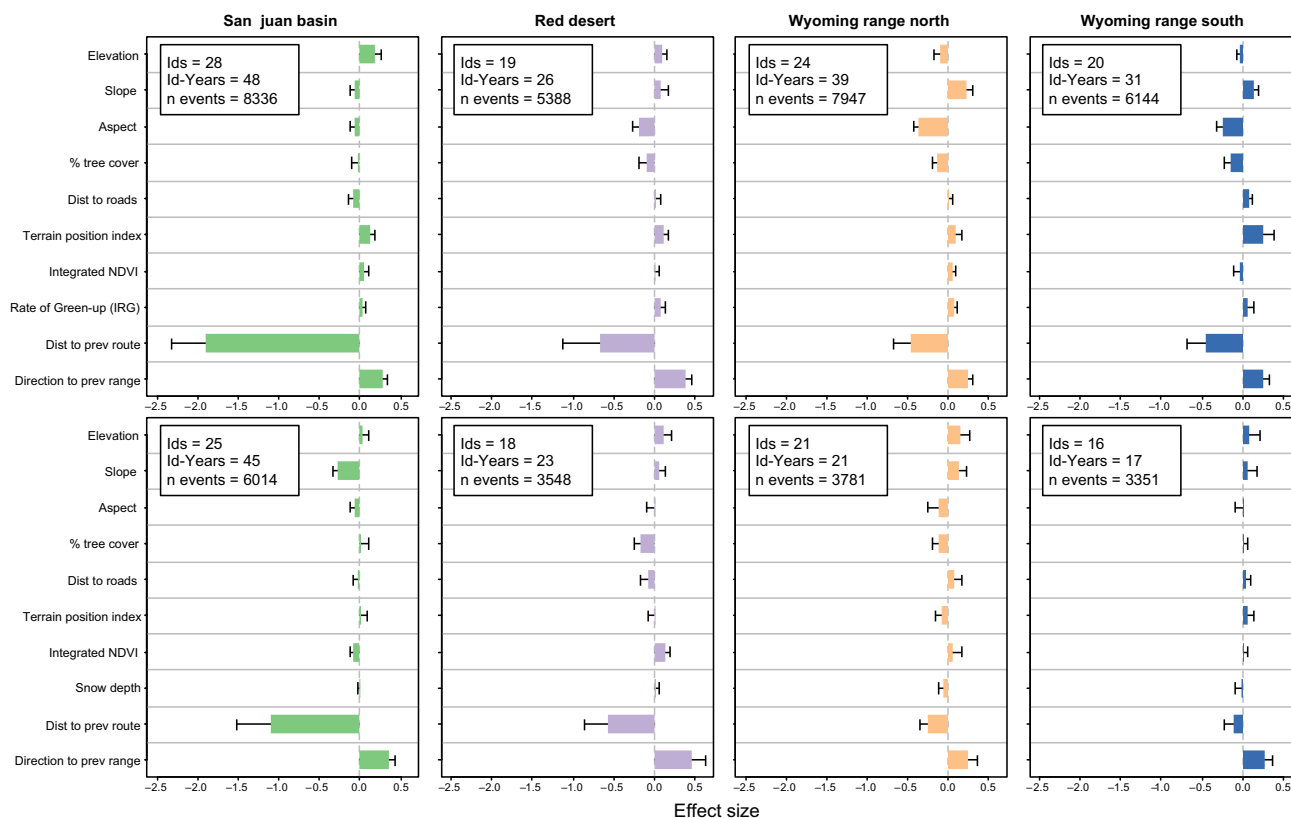 San juan basin
Red desert
Wyoming range north
Wyoming range south
Elevation
Slope
Aspect
% tree cover
Dist to roads
Terrain position index
Integrated NDVI
Rate of Green-up (IRG)
Dist to prev route
Direction to prev range
Ids = 28
Id-Years = 48
n events = 8336
Ids = 19
Id-Years = 26
n events = 5388
Ids = 24
Id-Years = 39
n events = 7947
Ids = 20
Id-Years = 31
n events = 6144
−2.5 −2.0 −1.5 −1.0 −0.5 0.0 0.5
−2.5 −2.0 −1.5 −1.0 −0.5 0.0 0.5
−2.5 −2.0 −1.5 −1.0 −0.5 0.0 0.5
−2.5 −2.0 −1.5 −1.0 −0.5 0.0 0.5
Elevation
Slope
Aspect
% tree cover
Dist to roads
Terrain position index
Integrated NDVI
Snow depth
Dist to prev route
Direction to prev range
Ids = 25
Id-Years = 45
n events = 6014
Ids = 18
Id-Years = 23
n events = 3548
Ids = 21
Id-Years = 21
n events = 3781
Ids = 16
Id-Years = 17
n events = 3351
−2.5 −2.0 −1.5 −1.0 −0.5 0.0 0.5
−2.5 −2.0 −1.5 −1.0 −0.5 0.0 0.5
−2.5 −2.0 −1.5 −1.0 −0.5 0.0 0.5
−2.5 −2.0 −1.5 −1.0 −0.5 0.0 0.5
Effect size